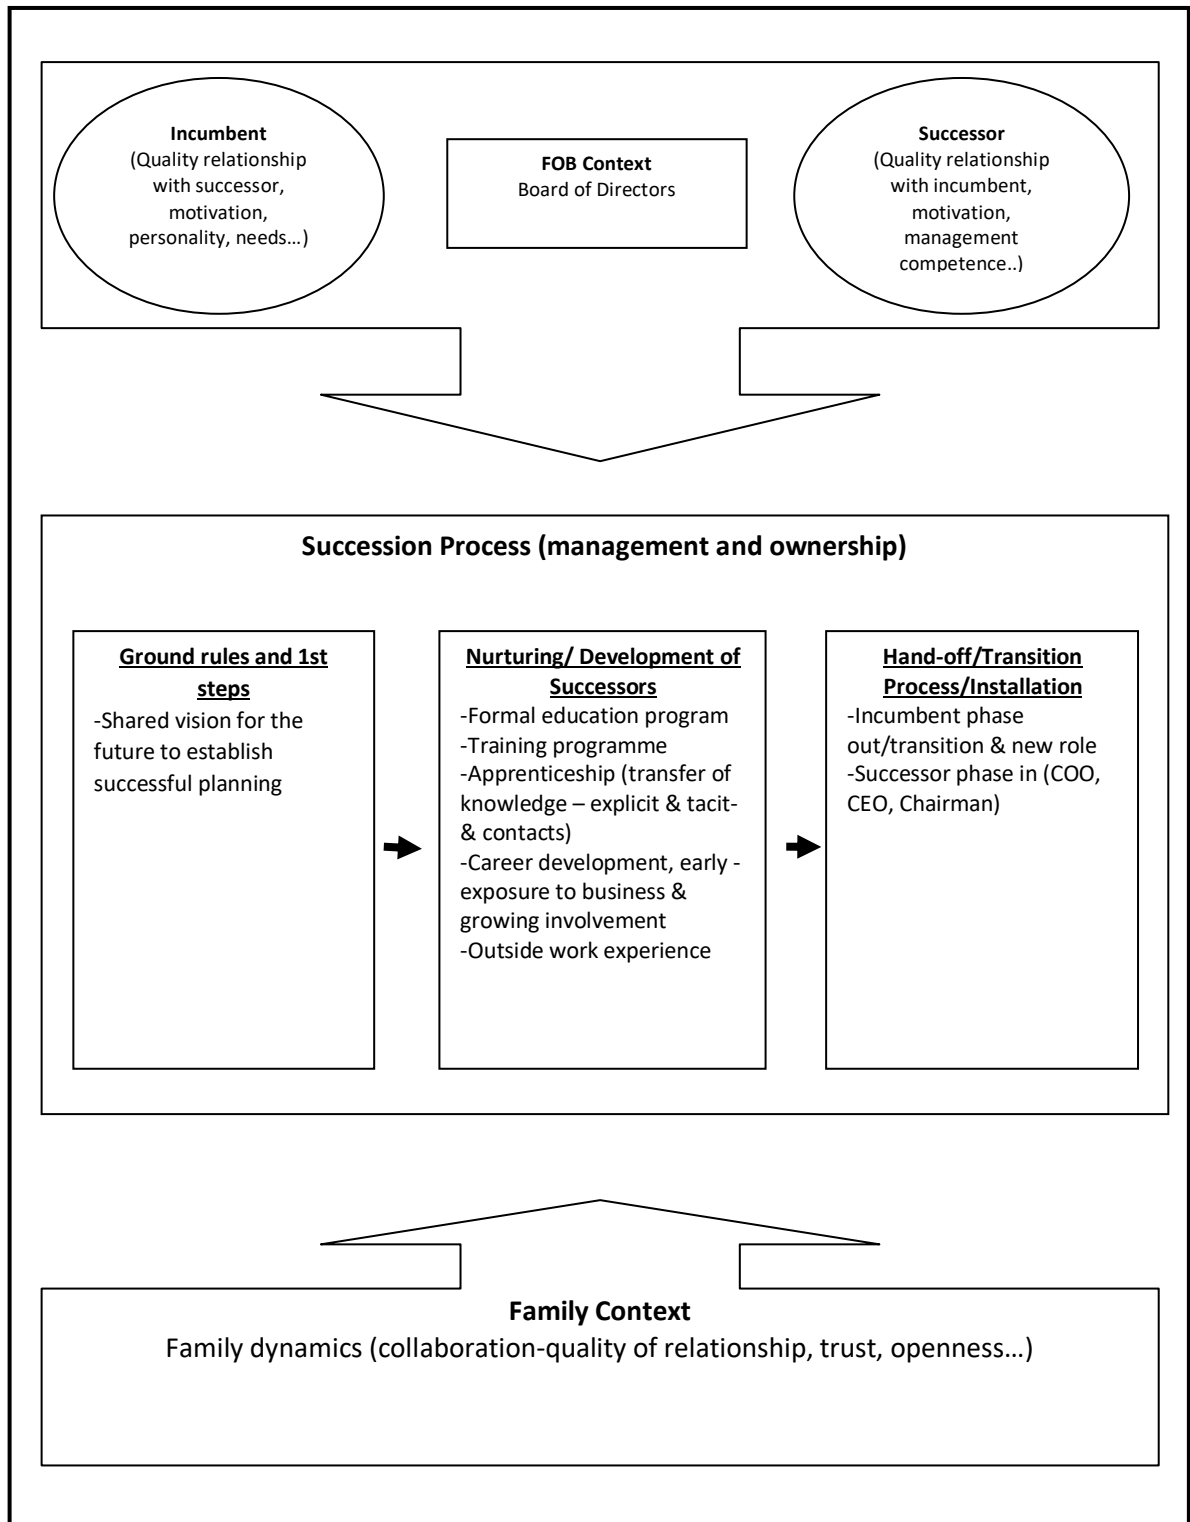 Incumbent
(Quality relationship
with successor,
motivation,
personality, needs…)
FOB Context
Board of Directors
Successor
(Quality relationship
with incumbent,
motivation,
management
competence..)
Succession Process (management and ownership)
Ground rules and 1st
steps
-Shared vision for the
future to establish
successful planning
Nurturing/ Development of
Successors
-Formal education program
-Training programme
-Apprenticeship (transfer of
knowledge – explicit & tacit-
& contacts)
-Career development, early -
exposure to business &
growing involvement
-Outside work experience
Hand-off/Transition
Process/Installation
-Incumbent phase
out/transition & new role
-Successor phase in (COO,
CEO, Chairman)
Family Context
Family dynamics (collaboration-quality of relationship, trust, openness…)